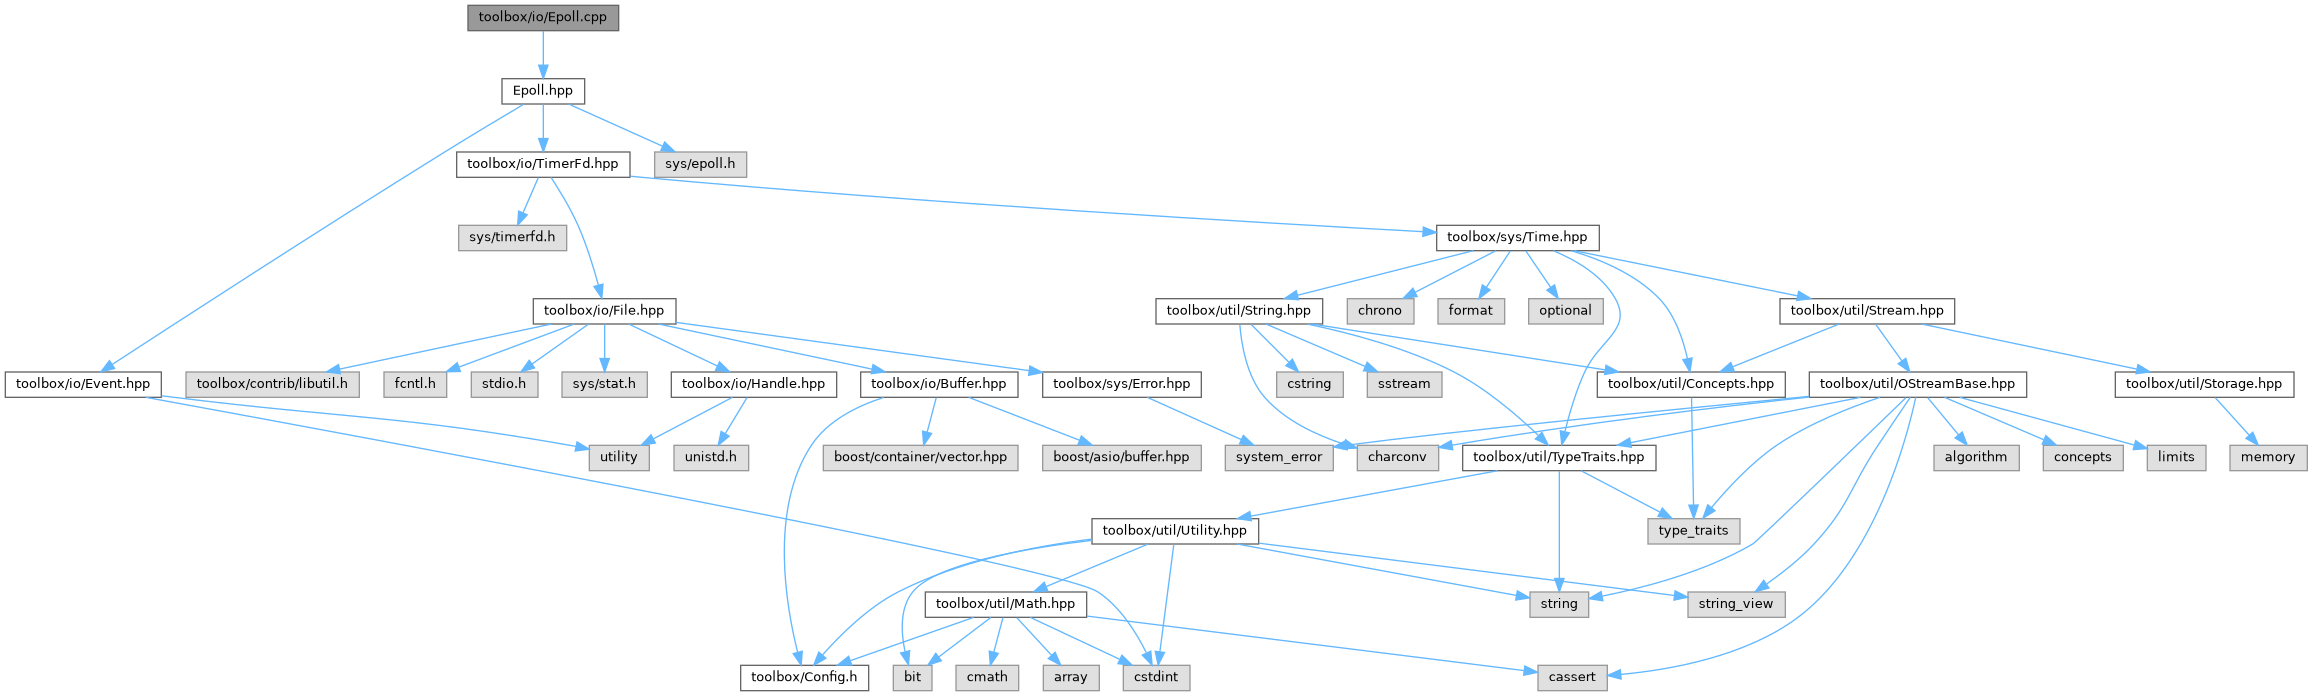 toolbox/io/Epoll.cpp
Epoll.hpp
toolbox/io/TimerFd.hpp
sys/epoll.h
sys/timerfd.h
toolbox/sys/Time.hpp
toolbox/io/File.hpp
toolbox/util/String.hpp
chrono
format
optional
toolbox/util/Stream.hpp
toolbox/io/Event.hpp
toolbox/contrib/libutil.h
fcntl.h
stdio.h
sys/stat.h
toolbox/io/Handle.hpp
toolbox/io/Buffer.hpp
toolbox/sys/Error.hpp
cstring
sstream
toolbox/util/Concepts.hpp
toolbox/util/OStreamBase.hpp
toolbox/util/Storage.hpp
utility
unistd.h
boost/container/vector.hpp
boost/asio/buffer.hpp
system_error
charconv
toolbox/util/TypeTraits.hpp
algorithm
concepts
limits
memory
toolbox/util/Utility.hpp
type_traits
toolbox/util/Math.hpp
string
string_view
toolbox/Config.h
bit
cmath
array
cstdint
cassert